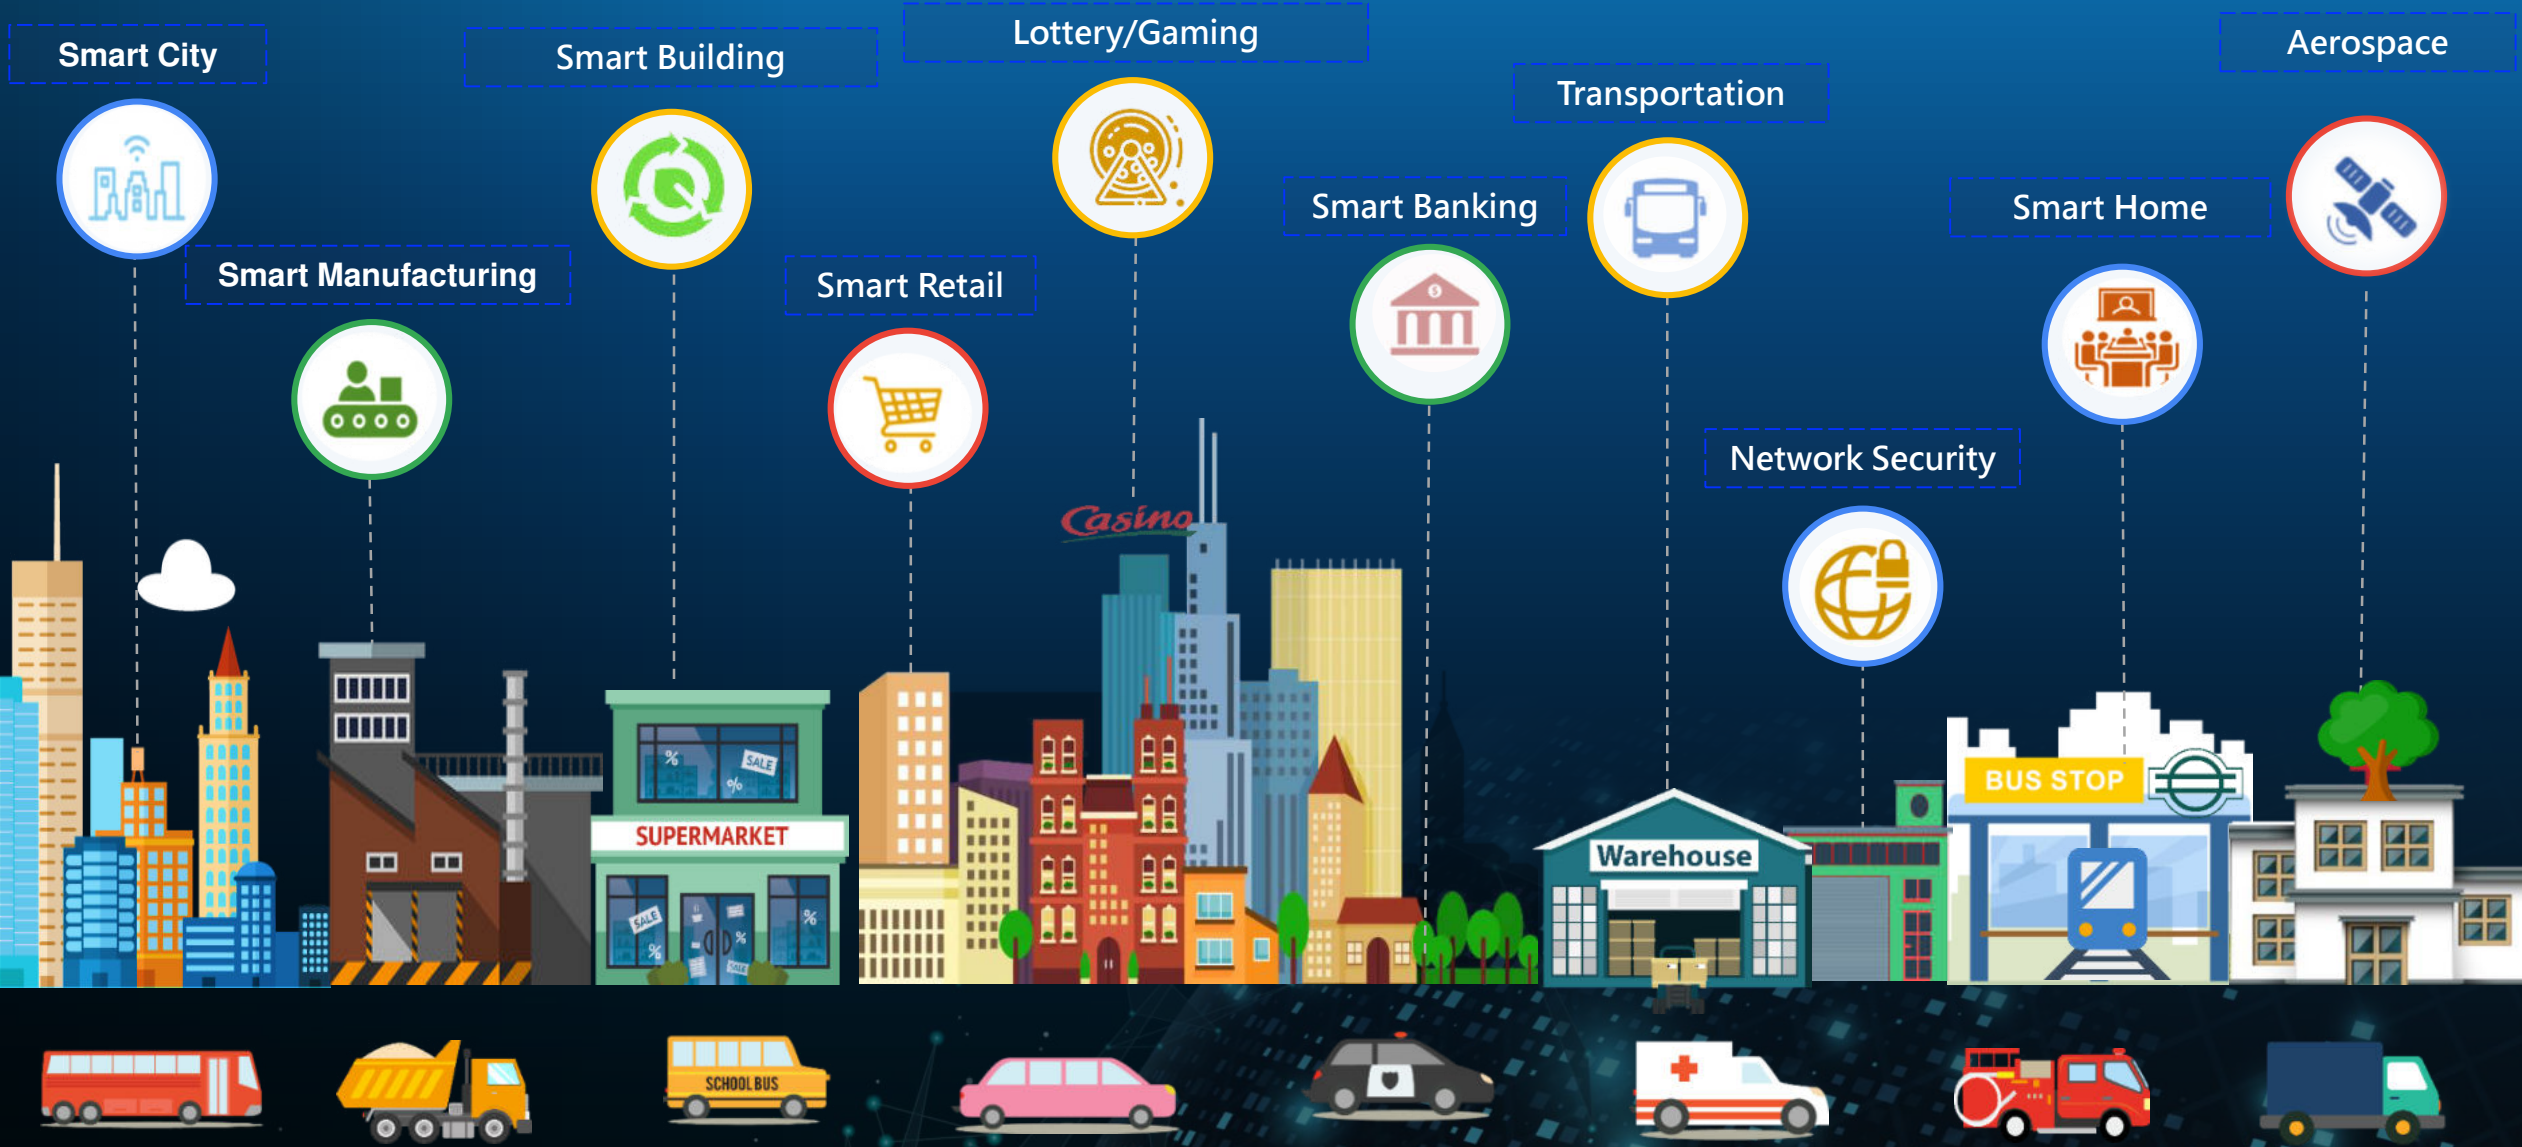 Smart City
Smart Building
Lottery/Gaming
Aerospace
Transportation
Smart Banking
Smart Home
Smart Manufacturing
Smart Retail
Network Security
Casino
BUS STOP
SALE
%
%
SUPERMARKET
Warehouse
SALE
%
%
%
SALE
SCHOOL BUS